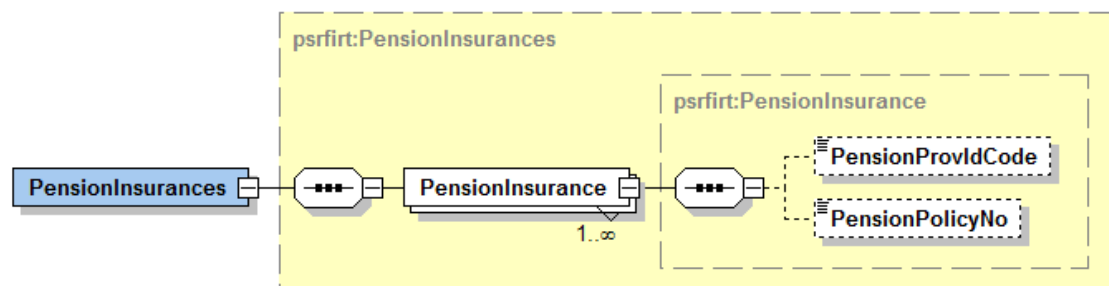 psrfirt:PensionInsurances
psrfirt:PensionInsurance
PensionProvIdCode
PensionInsurances
PensionInsurance
PensionPolicyNo
1..∞